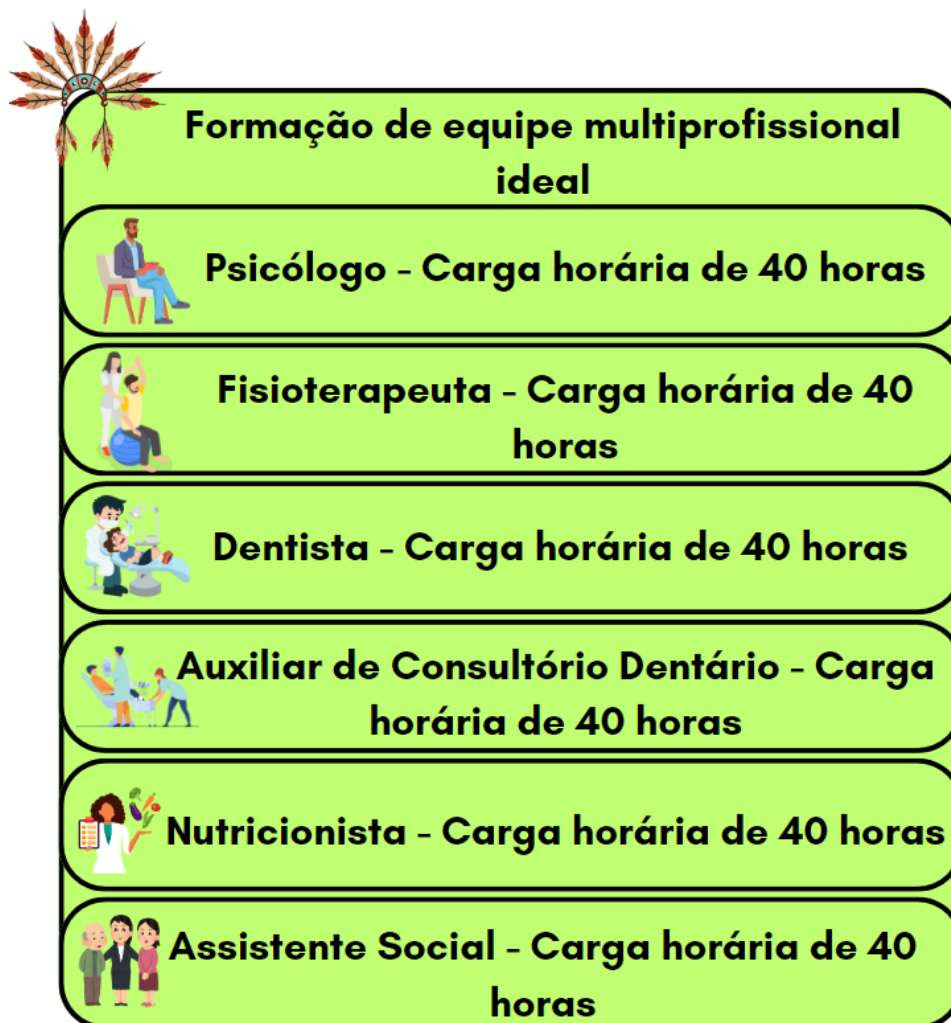 Formação de equipe multiprofissional
ideal
Psicólogo - Carga horária de 40 horas
Fisioterapeuta - Carga horária de 40
horas
Dentista - Carga horária de 40 horas
Auxiliar de Consultório Dentário - Carga
horária de 40 horas
Nutricionista - Carga horária de 40 horas
Assistente Social - Carga horária de 40
horas